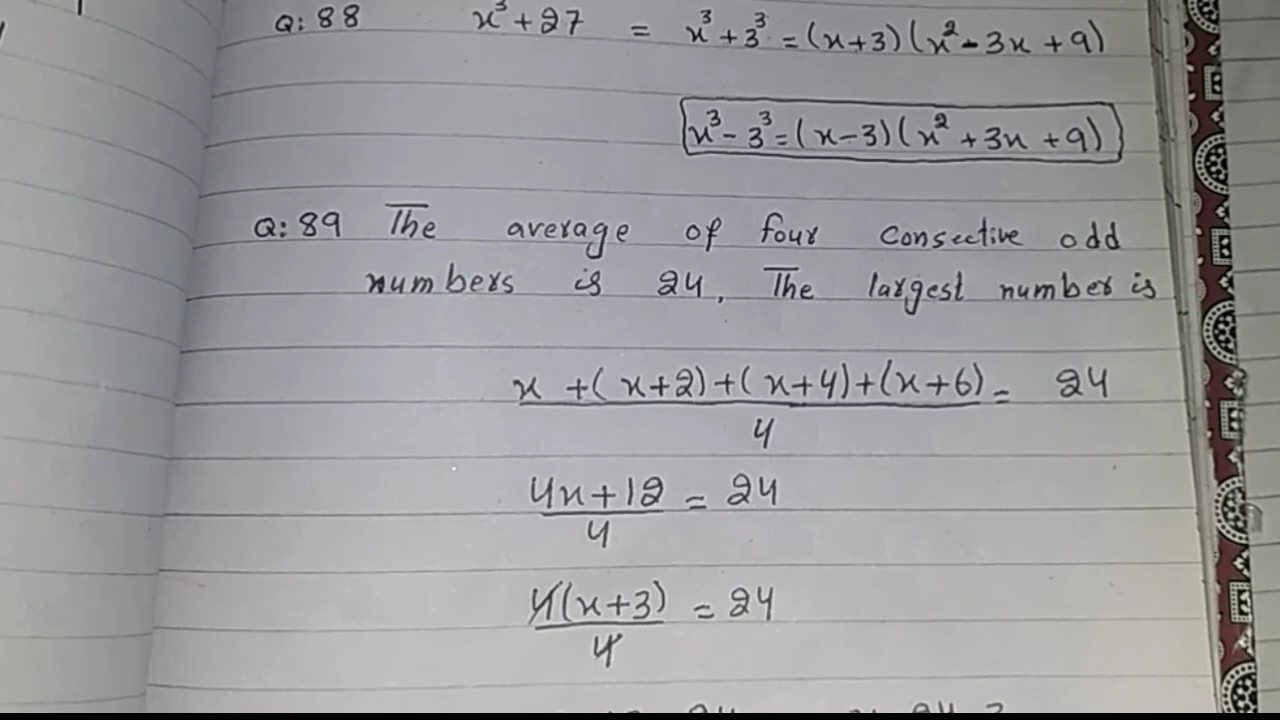 Q: 88 x³ + 27 = x³ + 3³ = (x+3)(x² - 3x + 9)
x³ - 3³ = (x-3)(x² + 3x + 9)
Q: 89 The average of four consective odd
numbers is 24, The largest number is
x + (x+2) + (x+4) + (x+6) / 4 = 24
4x+12 / 4 = 24
4(x+3) / 4 = 24